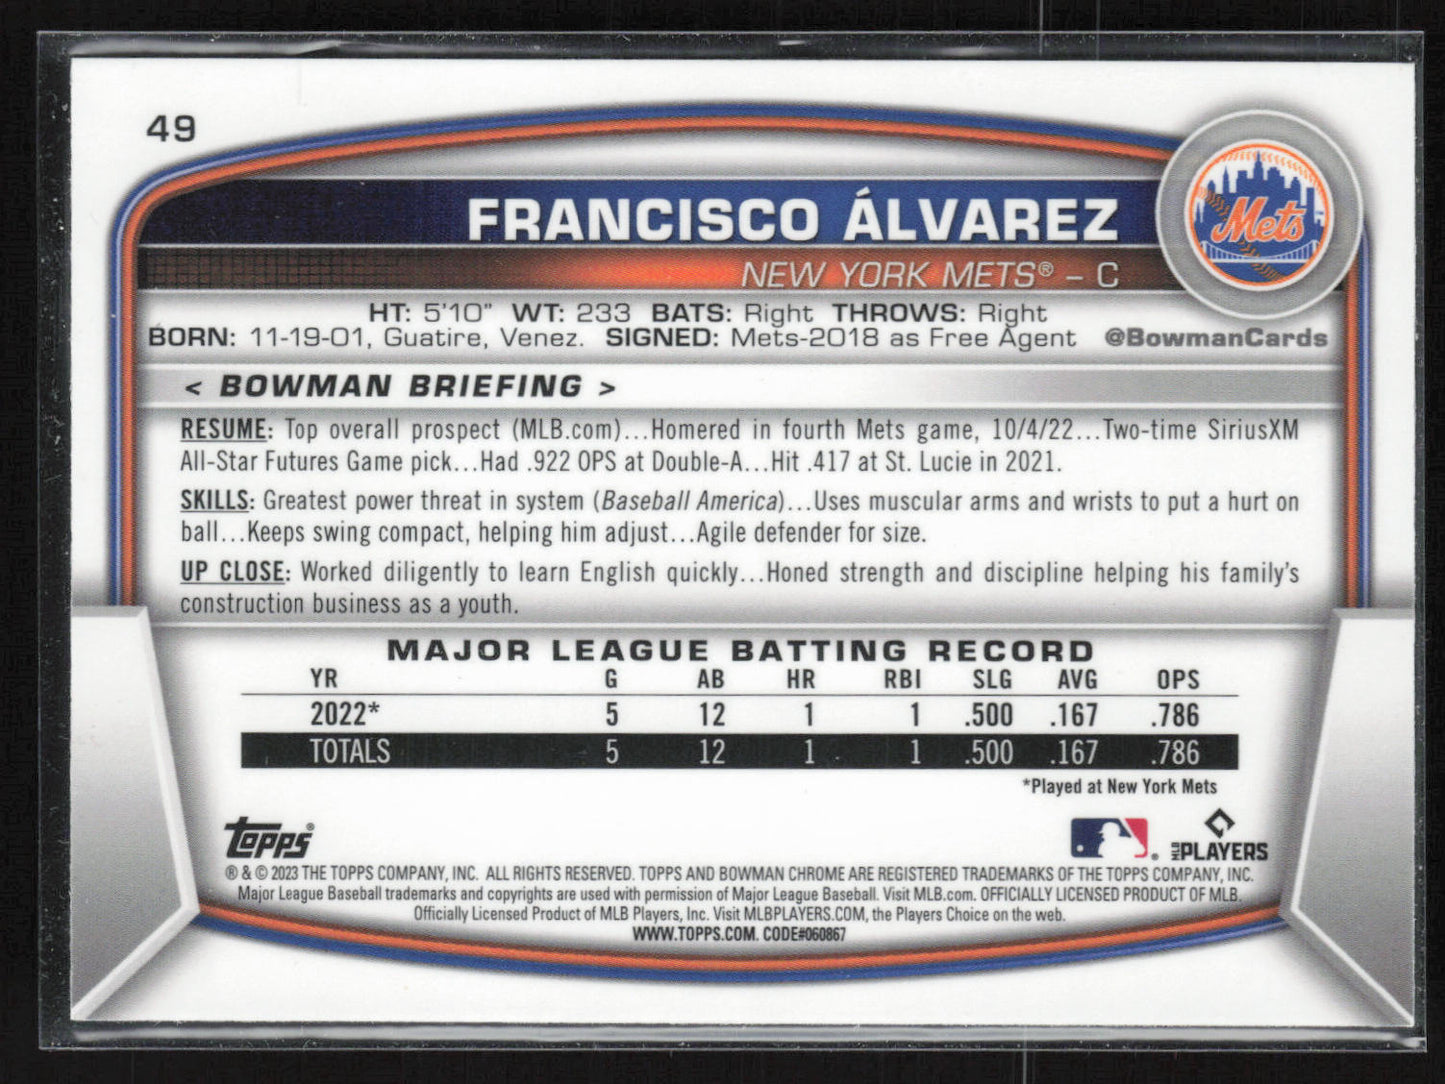 49
Mets
FRANCISCO ÁLVAREZ
NEW YORK METS® – C
HT: 5'10" WT: 233 BATS: Right THROWS: Right
BORN: 11-19-01, Guatire, Venez. SIGNED: Mets-2018 as Free Agent @BowmanCards
< BOWMAN BRIEFING >
RESUME: Top overall prospect (MLB.com)...Homered in fourth Mets game, 10/4/22...Two-time SiriusXM
All-Star Futures Game pick...Had .922 OPS at Double-A...Hit .417 at St. Lucie in 2021.
SKILLS: Greatest power threat in system (Baseball America)...Uses muscular arms and wrists to put a hurt on
ball...Keeps swing compact, helping him adjust...Agile defender for size.
UP CLOSE: Worked diligently to learn English quickly...Honed strength and discipline helping his family's
construction business as a youth.
MAJOR LEAGUE BATTING RECORD
YR G AB HR RBI SLG AVG OPS
2022* 5 12 1 1 .500 .167 .786
TOTALS 5 12 1 1 .500 .167 .786
*Played at New York Mets
Topps®
MLB PLAYERS
® & © 2023 THE TOPPS COMPANY, INC. ALL RIGHTS RESERVED. TOPPS AND BOWMAN CHROME ARE REGISTERED TRADEMARKS OF THE TOPPS COMPANY, INC.
Major League Baseball trademarks and copyrights are used with permission of Major League Baseball. Visit MLB.com. OFFICIALLY LICENSED PRODUCT OF MLB.
Officially Licensed Product of MLB Players, Inc. Visit MLBPLAYERS.COM, the Players Choice on the web.
WWW.TOPPS.COM. CODE#060867